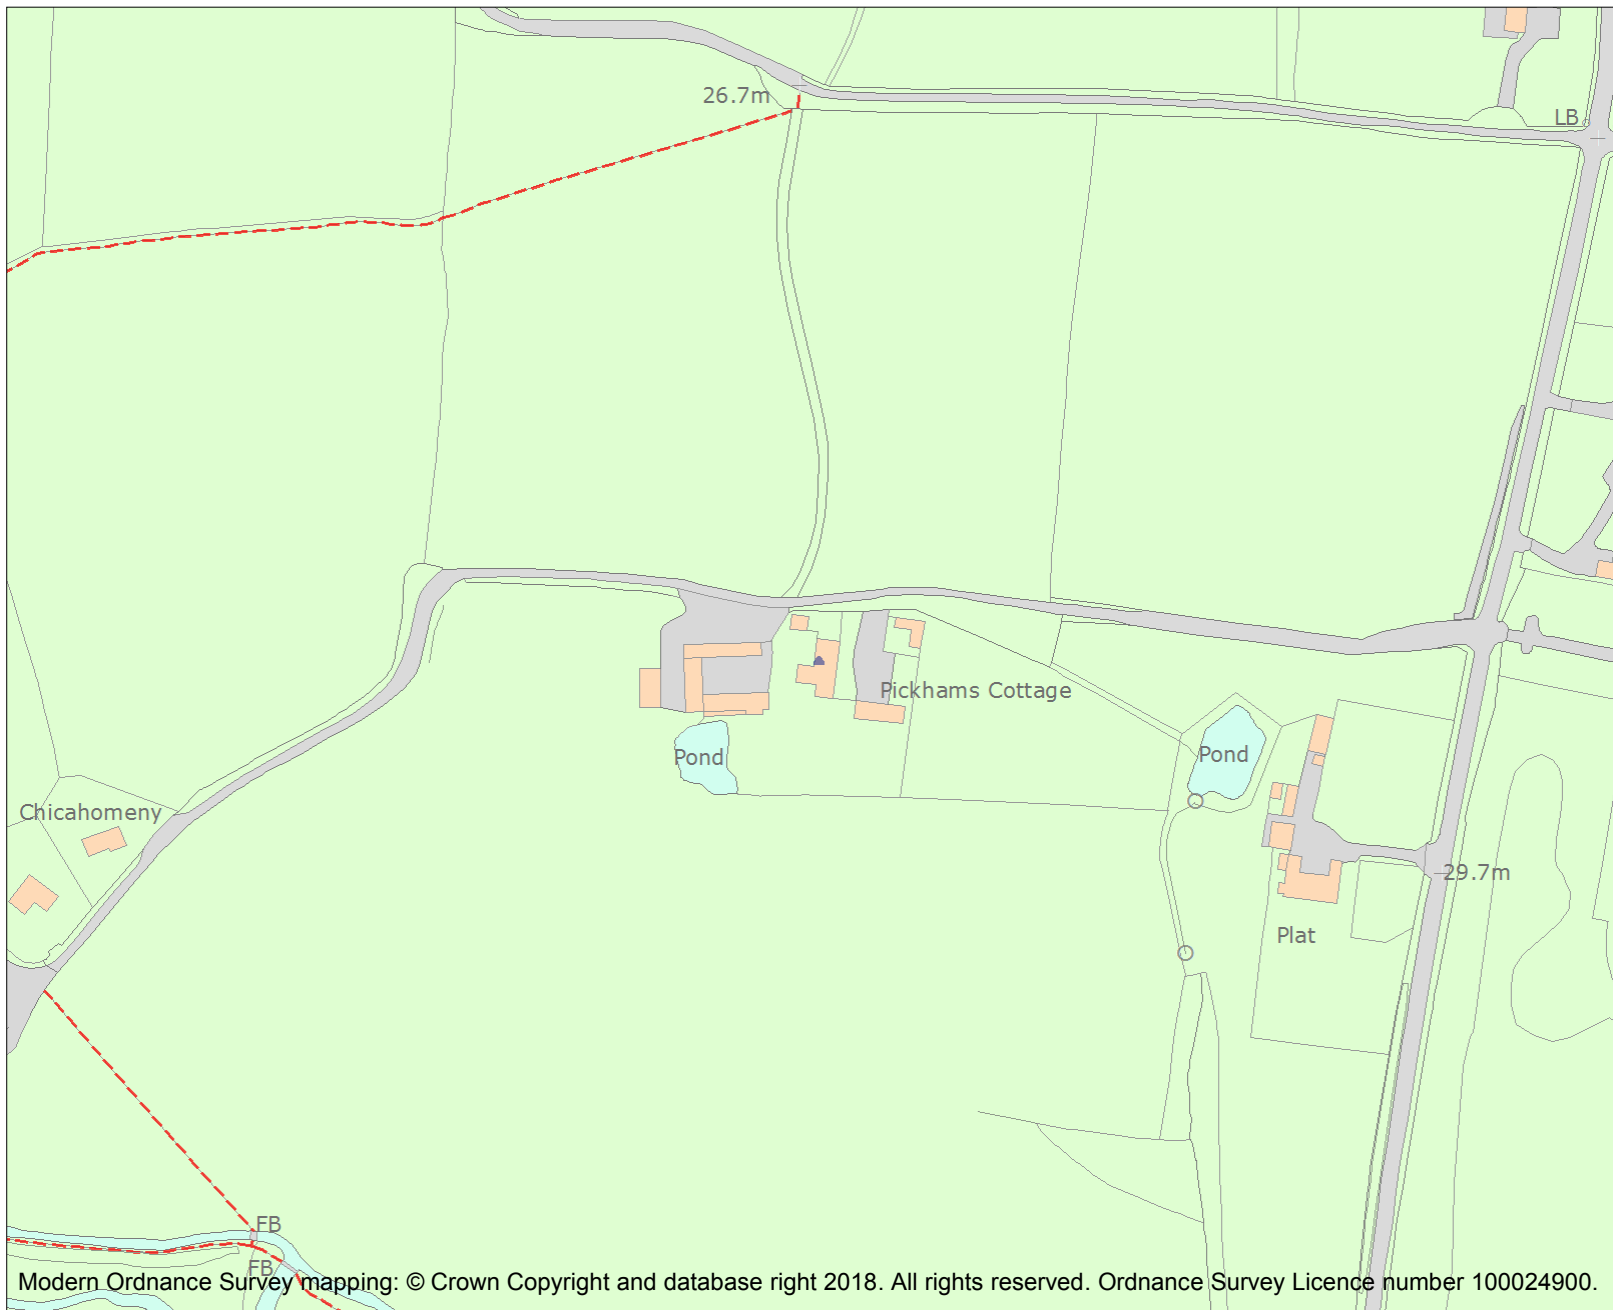 26.7m
LB
Pickhams Cottage
Pond
Pond
Chicahomeny
29.7m
Plat
FB
FB
Modern Ordnance Survey mapping: © Crown Copyright and database right 2018. All rights reserved. Ordnance Survey Licence number 100024900.